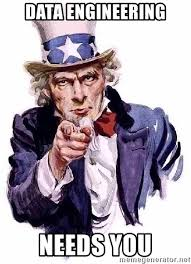 DATA ENGINEERING
NEEDS YOU
memegenerator.net